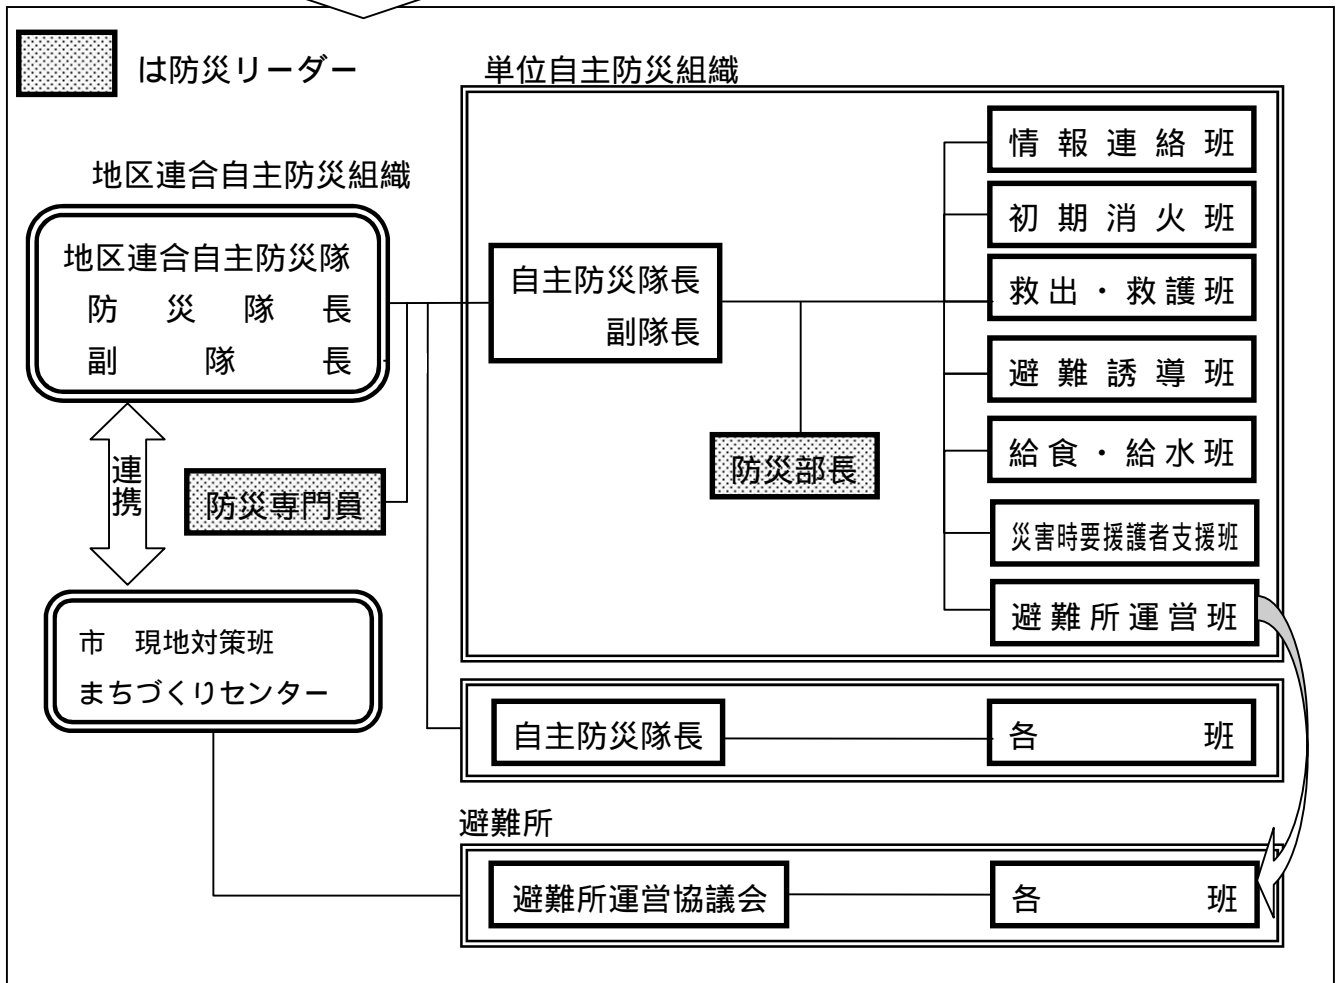 は防災リーダー
単位自主防災組織
地区連合自主防災組織
地区連合自主防災隊
防災隊長
副隊長
連携
防災専門員
市　現地対策班
まちづくりセンター
自主防災隊長
副隊長
防災部長
情報連絡班
初期消火班
救出・救護班
避難誘導班
給食・給水班
災害時要援護者支援班
避難所運営班
自主防災隊長
各班
避難所
避難所運営協議会
各班